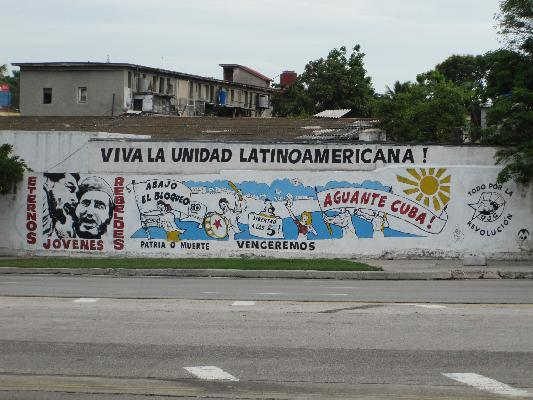 VIVA LA UNIDAD LATINOAMERICANA !
ETERNOS
JOVENES
REBELDES
ABAJO
EL BLOQUEO
LIBERTAD
A LOS 5
AGUANTE CUBA!
PATRIA O MUERTE
VENCEREMOS
TODO POR LA
REVOLUCIÓN